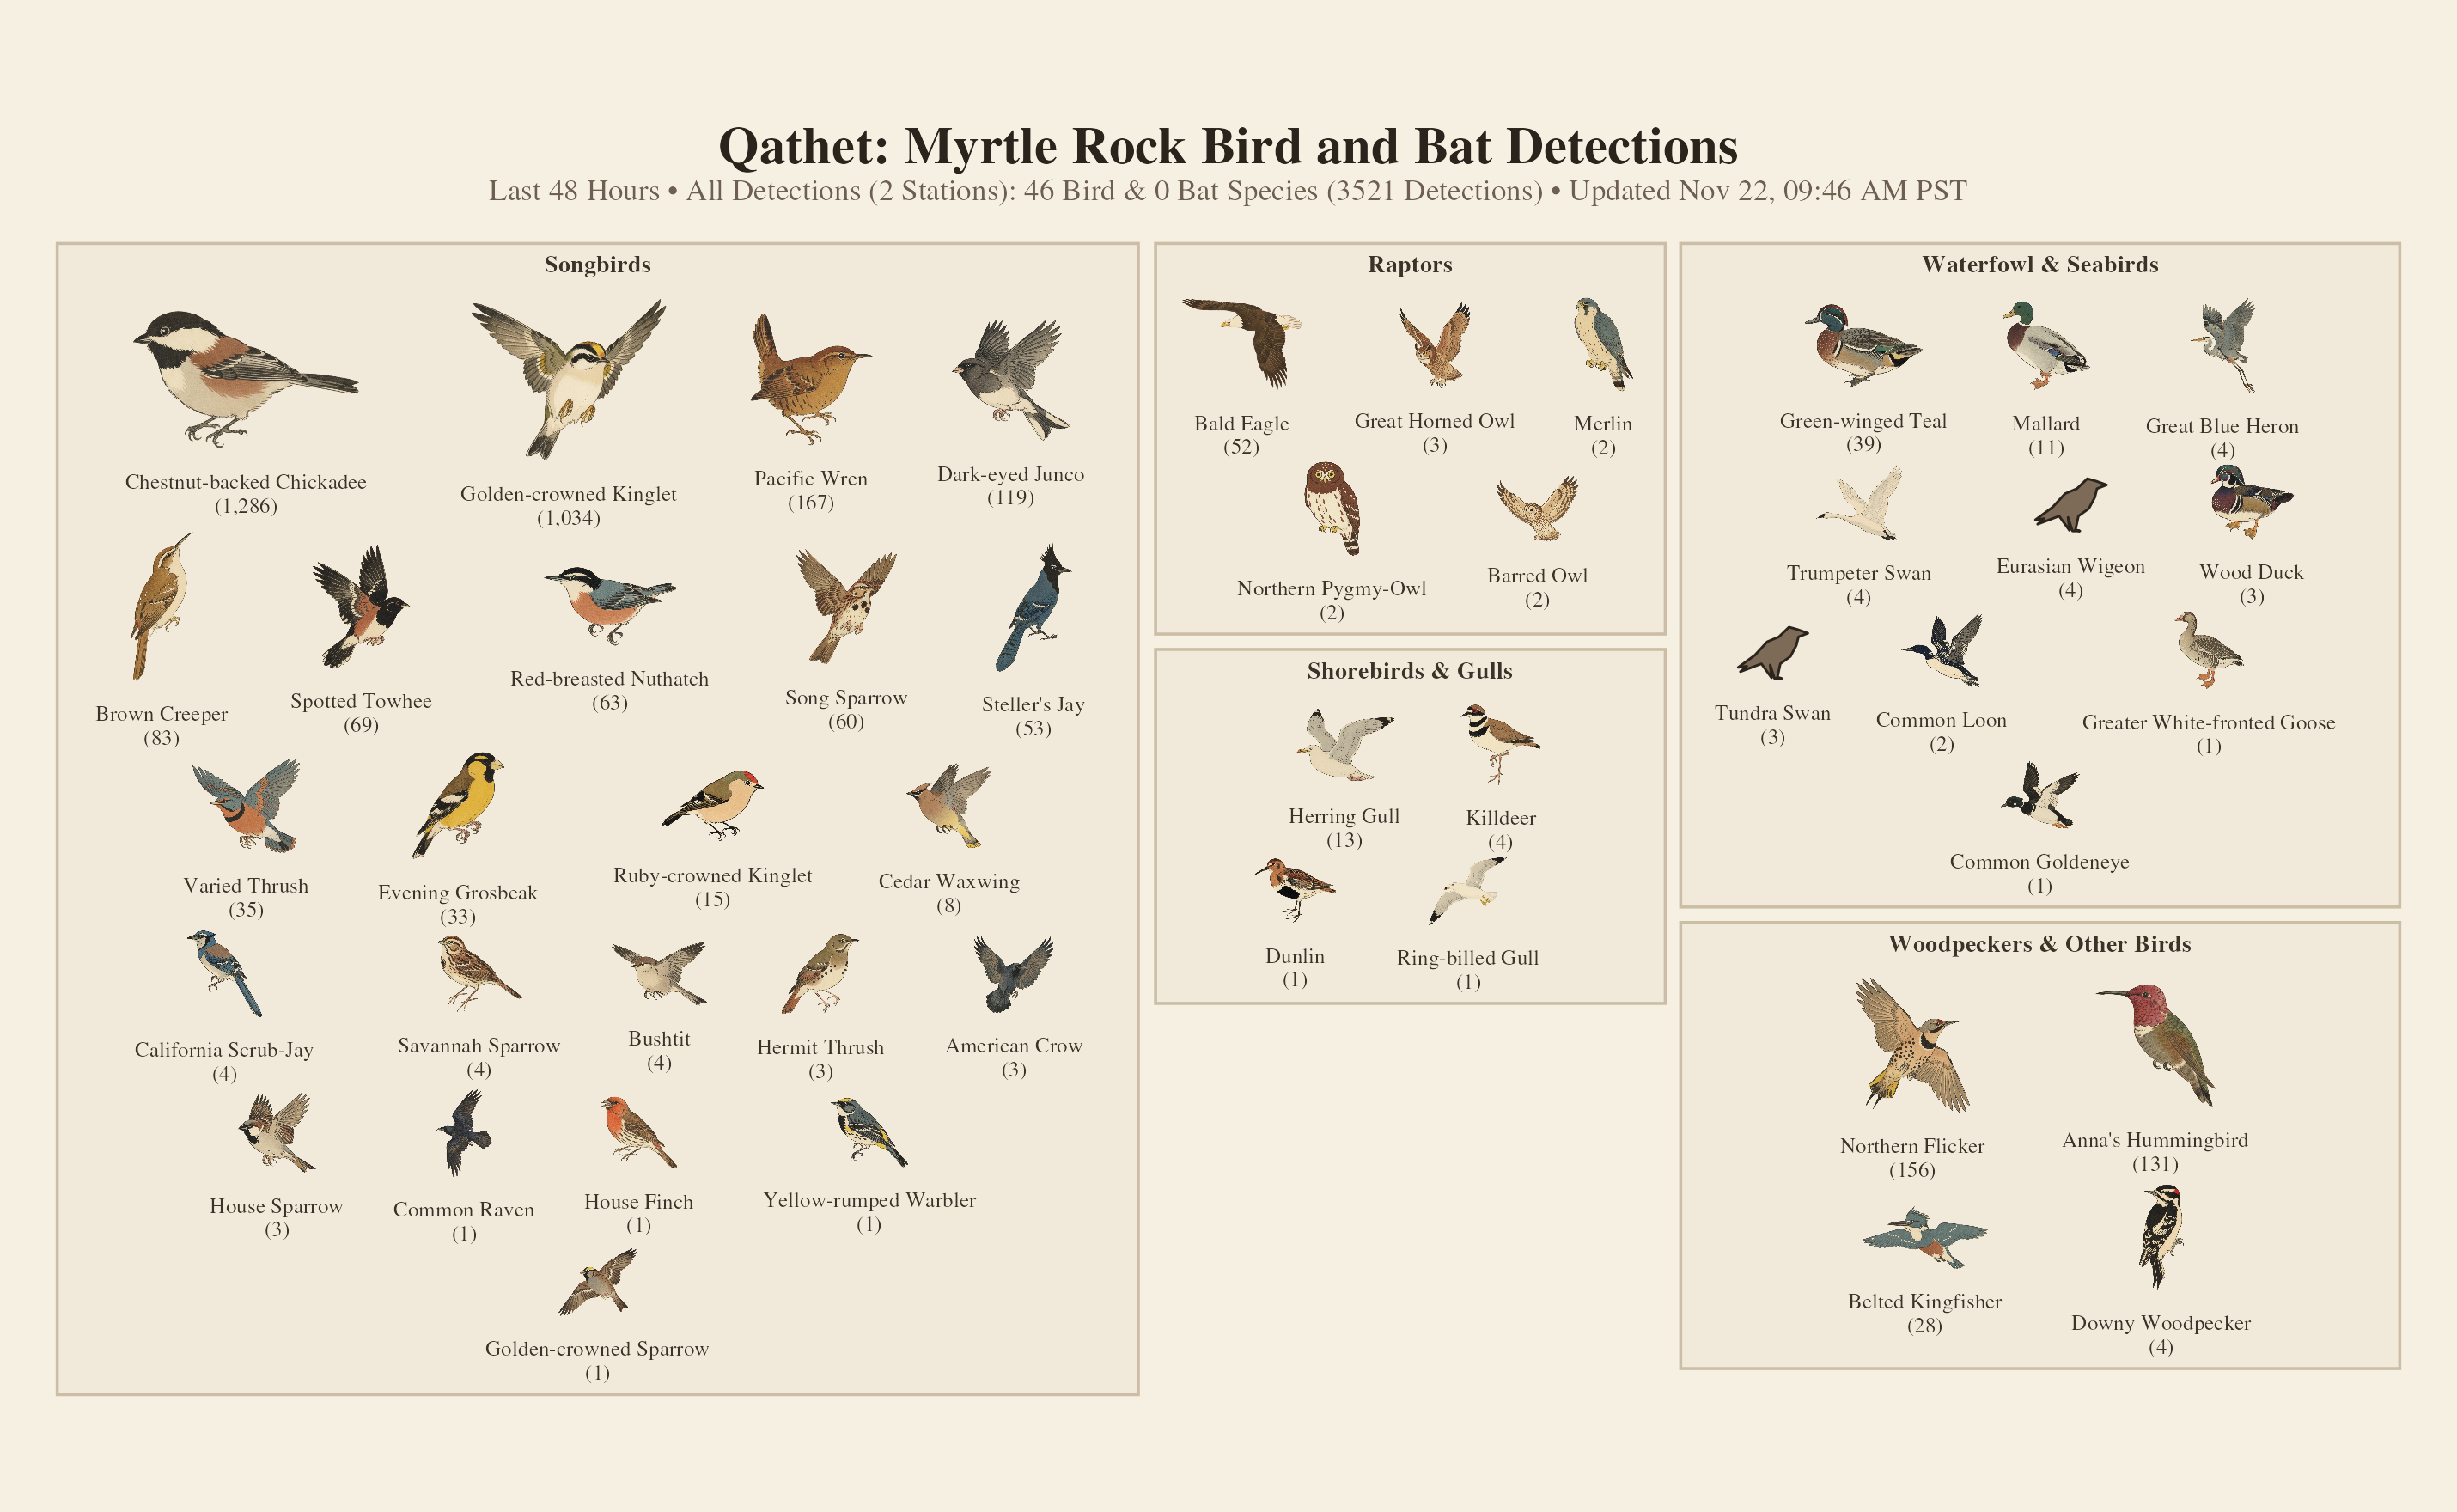 Qathet: Myrtle Rock Bird and Bat Detections
Last 48 Hours • All Detections (2 Stations): 46 Bird & 0 Bat Species (3521 Detections) • Updated Nov 22, 09:46 AM PST
Songbirds
Chestnut-backed Chickadee
(1,286)
Golden-crowned Kinglet
(1,034)
Pacific Wren
(167)
Dark-eyed Junco
(119)
Brown Creeper
(83)
Spotted Towhee
(69)
Red-breasted Nuthatch
(63)
Song Sparrow
(60)
Steller's Jay
(53)
Varied Thrush
(35)
Evening Grosbeak
(33)
Ruby-crowned Kinglet
(15)
Cedar Waxwing
(8)
California Scrub-Jay
(4)
Savannah Sparrow
(4)
Bushtit
(4)
Hermit Thrush
(3)
American Crow
(3)
House Sparrow
(3)
Common Raven
(1)
House Finch
(1)
Yellow-rumped Warbler
(1)
Golden-crowned Sparrow
(1)
Raptors
Bald Eagle
(52)
Great Horned Owl
(3)
Merlin
(2)
Northern Pygmy-Owl
(2)
Barred Owl
(2)
Shorebirds & Gulls
Herring Gull
(13)
Killdeer
(4)
Dunlin
(1)
Ring-billed Gull
(1)
Waterfowl & Seabirds
Green-winged Teal
(39)
Mallard
(11)
Great Blue Heron
(4)
Trumpeter Swan
(4)
Eurasian Wigeon
(4)
Wood Duck
(3)
Tundra Swan
(3)
Common Loon
(2)
Greater White-fronted Goose
(1)
Common Goldeneye
(1)
Woodpeckers & Other Birds
Northern Flicker
(156)
Anna's Hummingbird
(131)
Belted Kingfisher
(28)
Downy Woodpecker
(4)